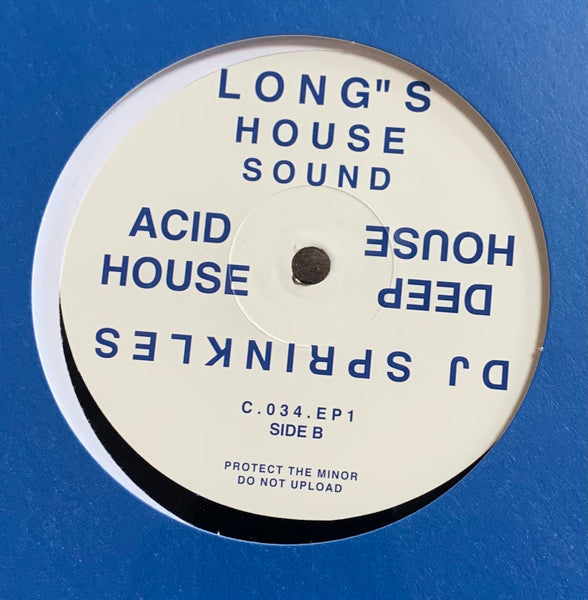 LONG"S
HOUSE
SOUND
ACID
HOUSE
DEEP
HOUSE
DJ SPRINKLES
C.034.EP1
SIDE B
PROTECT THE MINOR
DO NOT UPLOAD